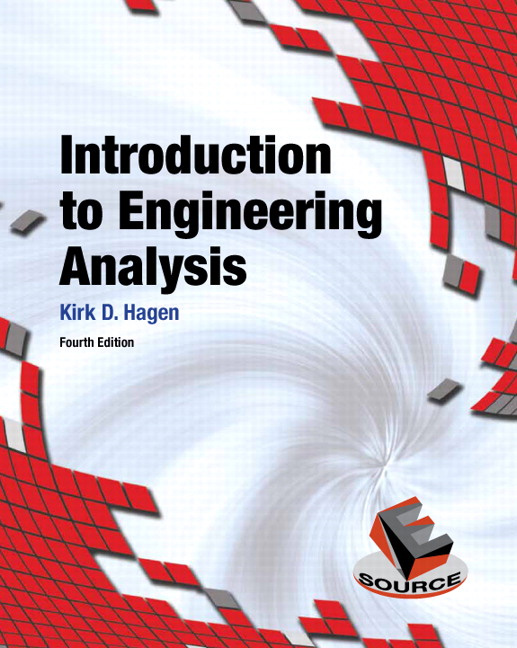 Introduction
to Engineering
Analysis
Kirk D. Hagen
Fourth Edition
E
SOURCE